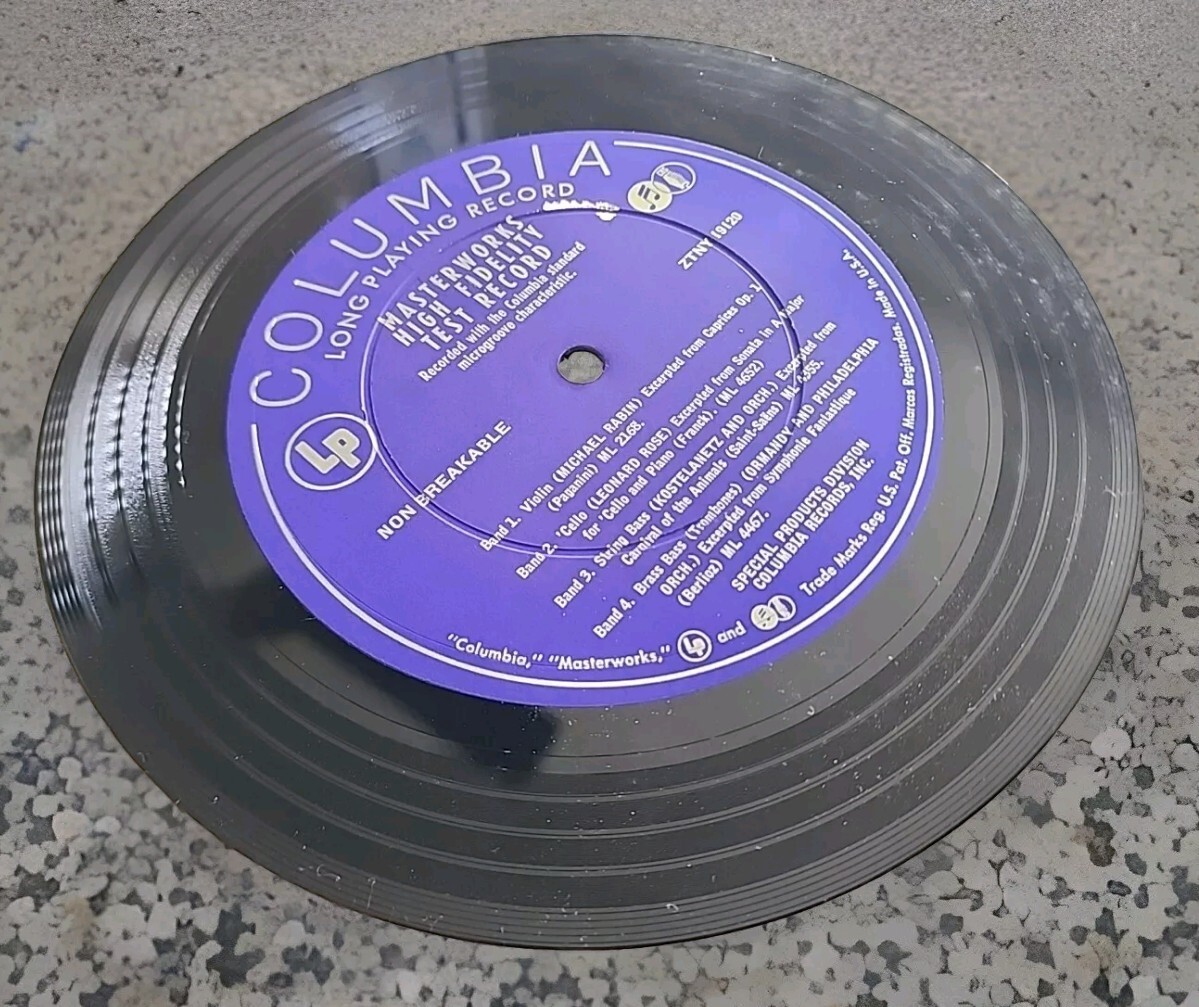 COLUMBIA
LONG PLAYING RECORD
MASTERWORKS
HIGH FIDELITY
TEST RECORD
Recorded with the Columbia standard
microgroove characteristic.
Lp
NON BREAKABLE
ZTNY 19120
Band 1. Violin (MICHAEL RABIN) Excerpted from Caprices Op. 1
(Paganini) ML 2168.
Band 2. 'Cello (LEONARD ROSE) Excerpted from Sonata in A Major
for 'Cello and Piano (Franck). (ML 4652)
Band 3. String Bass (KOSTELANETZ AND ORCH.) Excerpted from
Carnival of the Animals (Saint-Saëns)
Band 4. Brass Bass (Trombones) (ORMANDY AND PHILADELPHIA
ORCH.) Excerpted from Symphonie Fantastique
(Berlioz) ML 4467.
SPECIAL PRODUCTS DIVISION
COLUMBIA RECORDS, INC.
"Columbia," "Masterworks," Lp and Trade Marks Reg. U.S. Pat. Off. Marcas Registradas. Made in U.S.A.